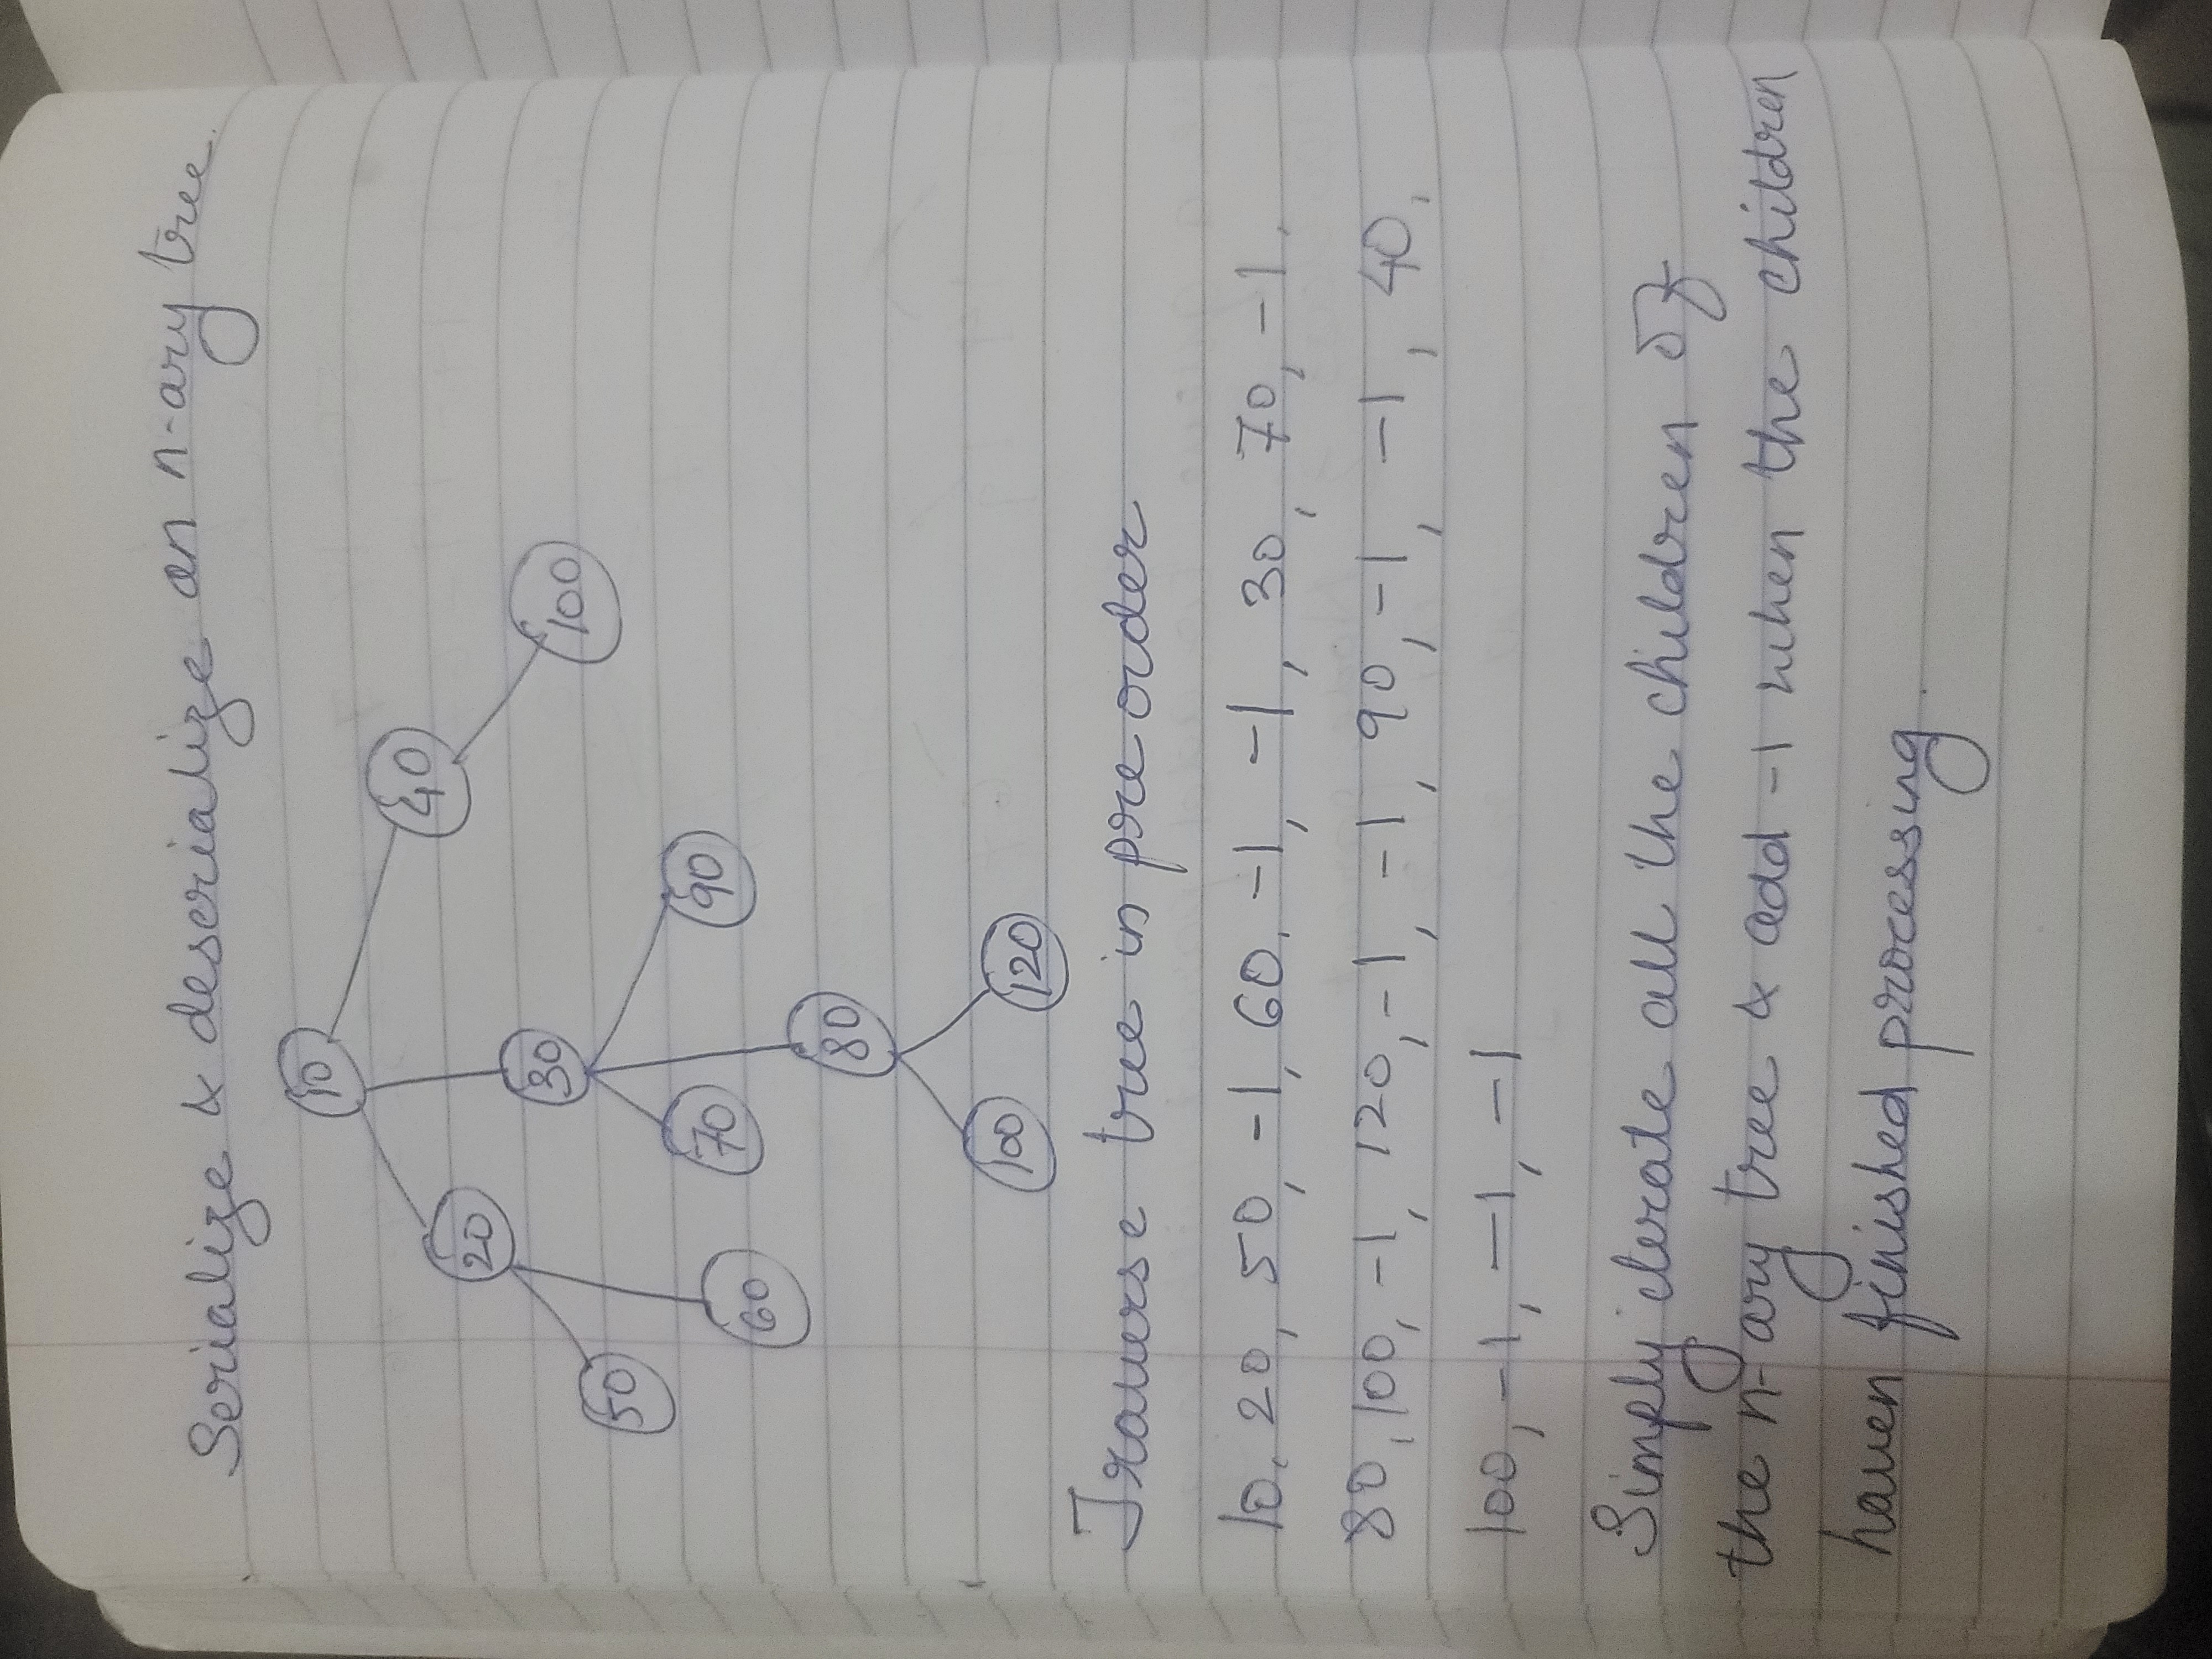 Serialize & deserialize an n-ary tree.
10
40
20
30
100
50
70
90
60
80
100
120
Traverse tree in pre order
10, 20, 50, -1, 60, -1, -1, 30, 70, -1,
80, 100, -1, 120, -1, -1, 90, -1, -1, 40,
100, -1, -1, -1
Simply iterate all the children of
the n-ary tree & add -1 when the children
haven finished processing.